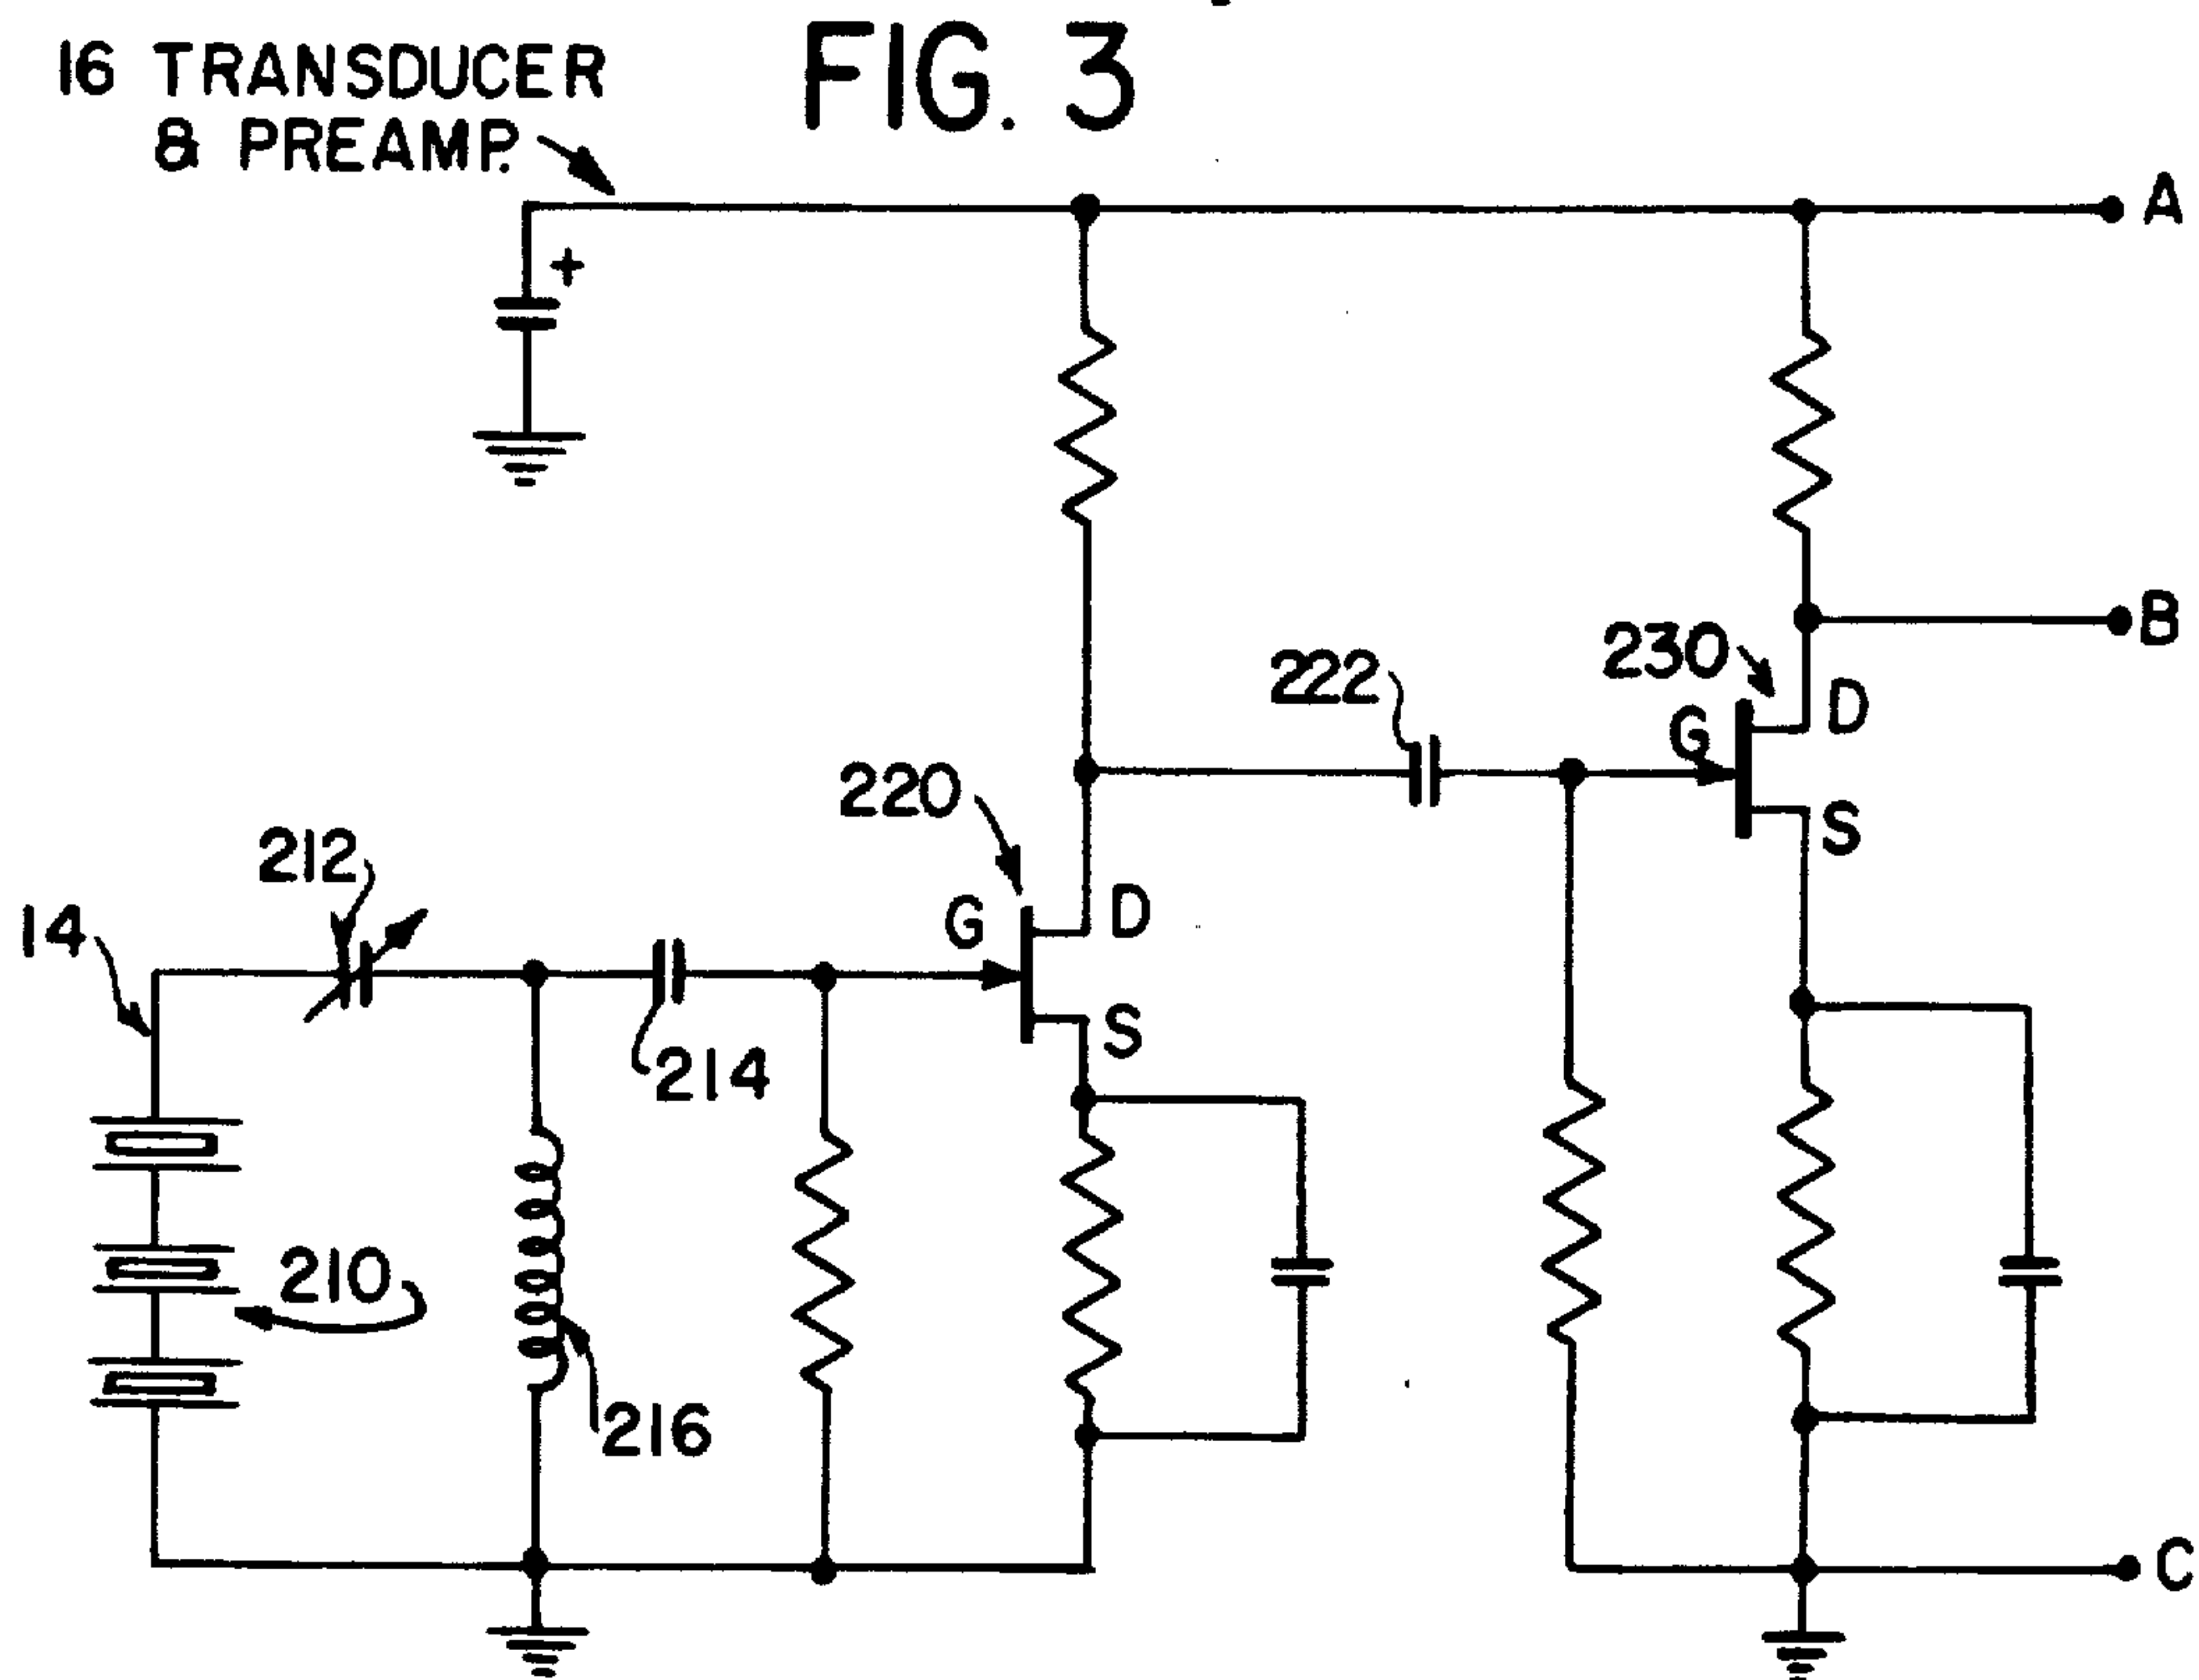 FIG. 3
16 TRANSDUCER
& PREAMP.
+
A
B
230
D
222
G
S
220
212
G
D
14
S
214
210
216
C